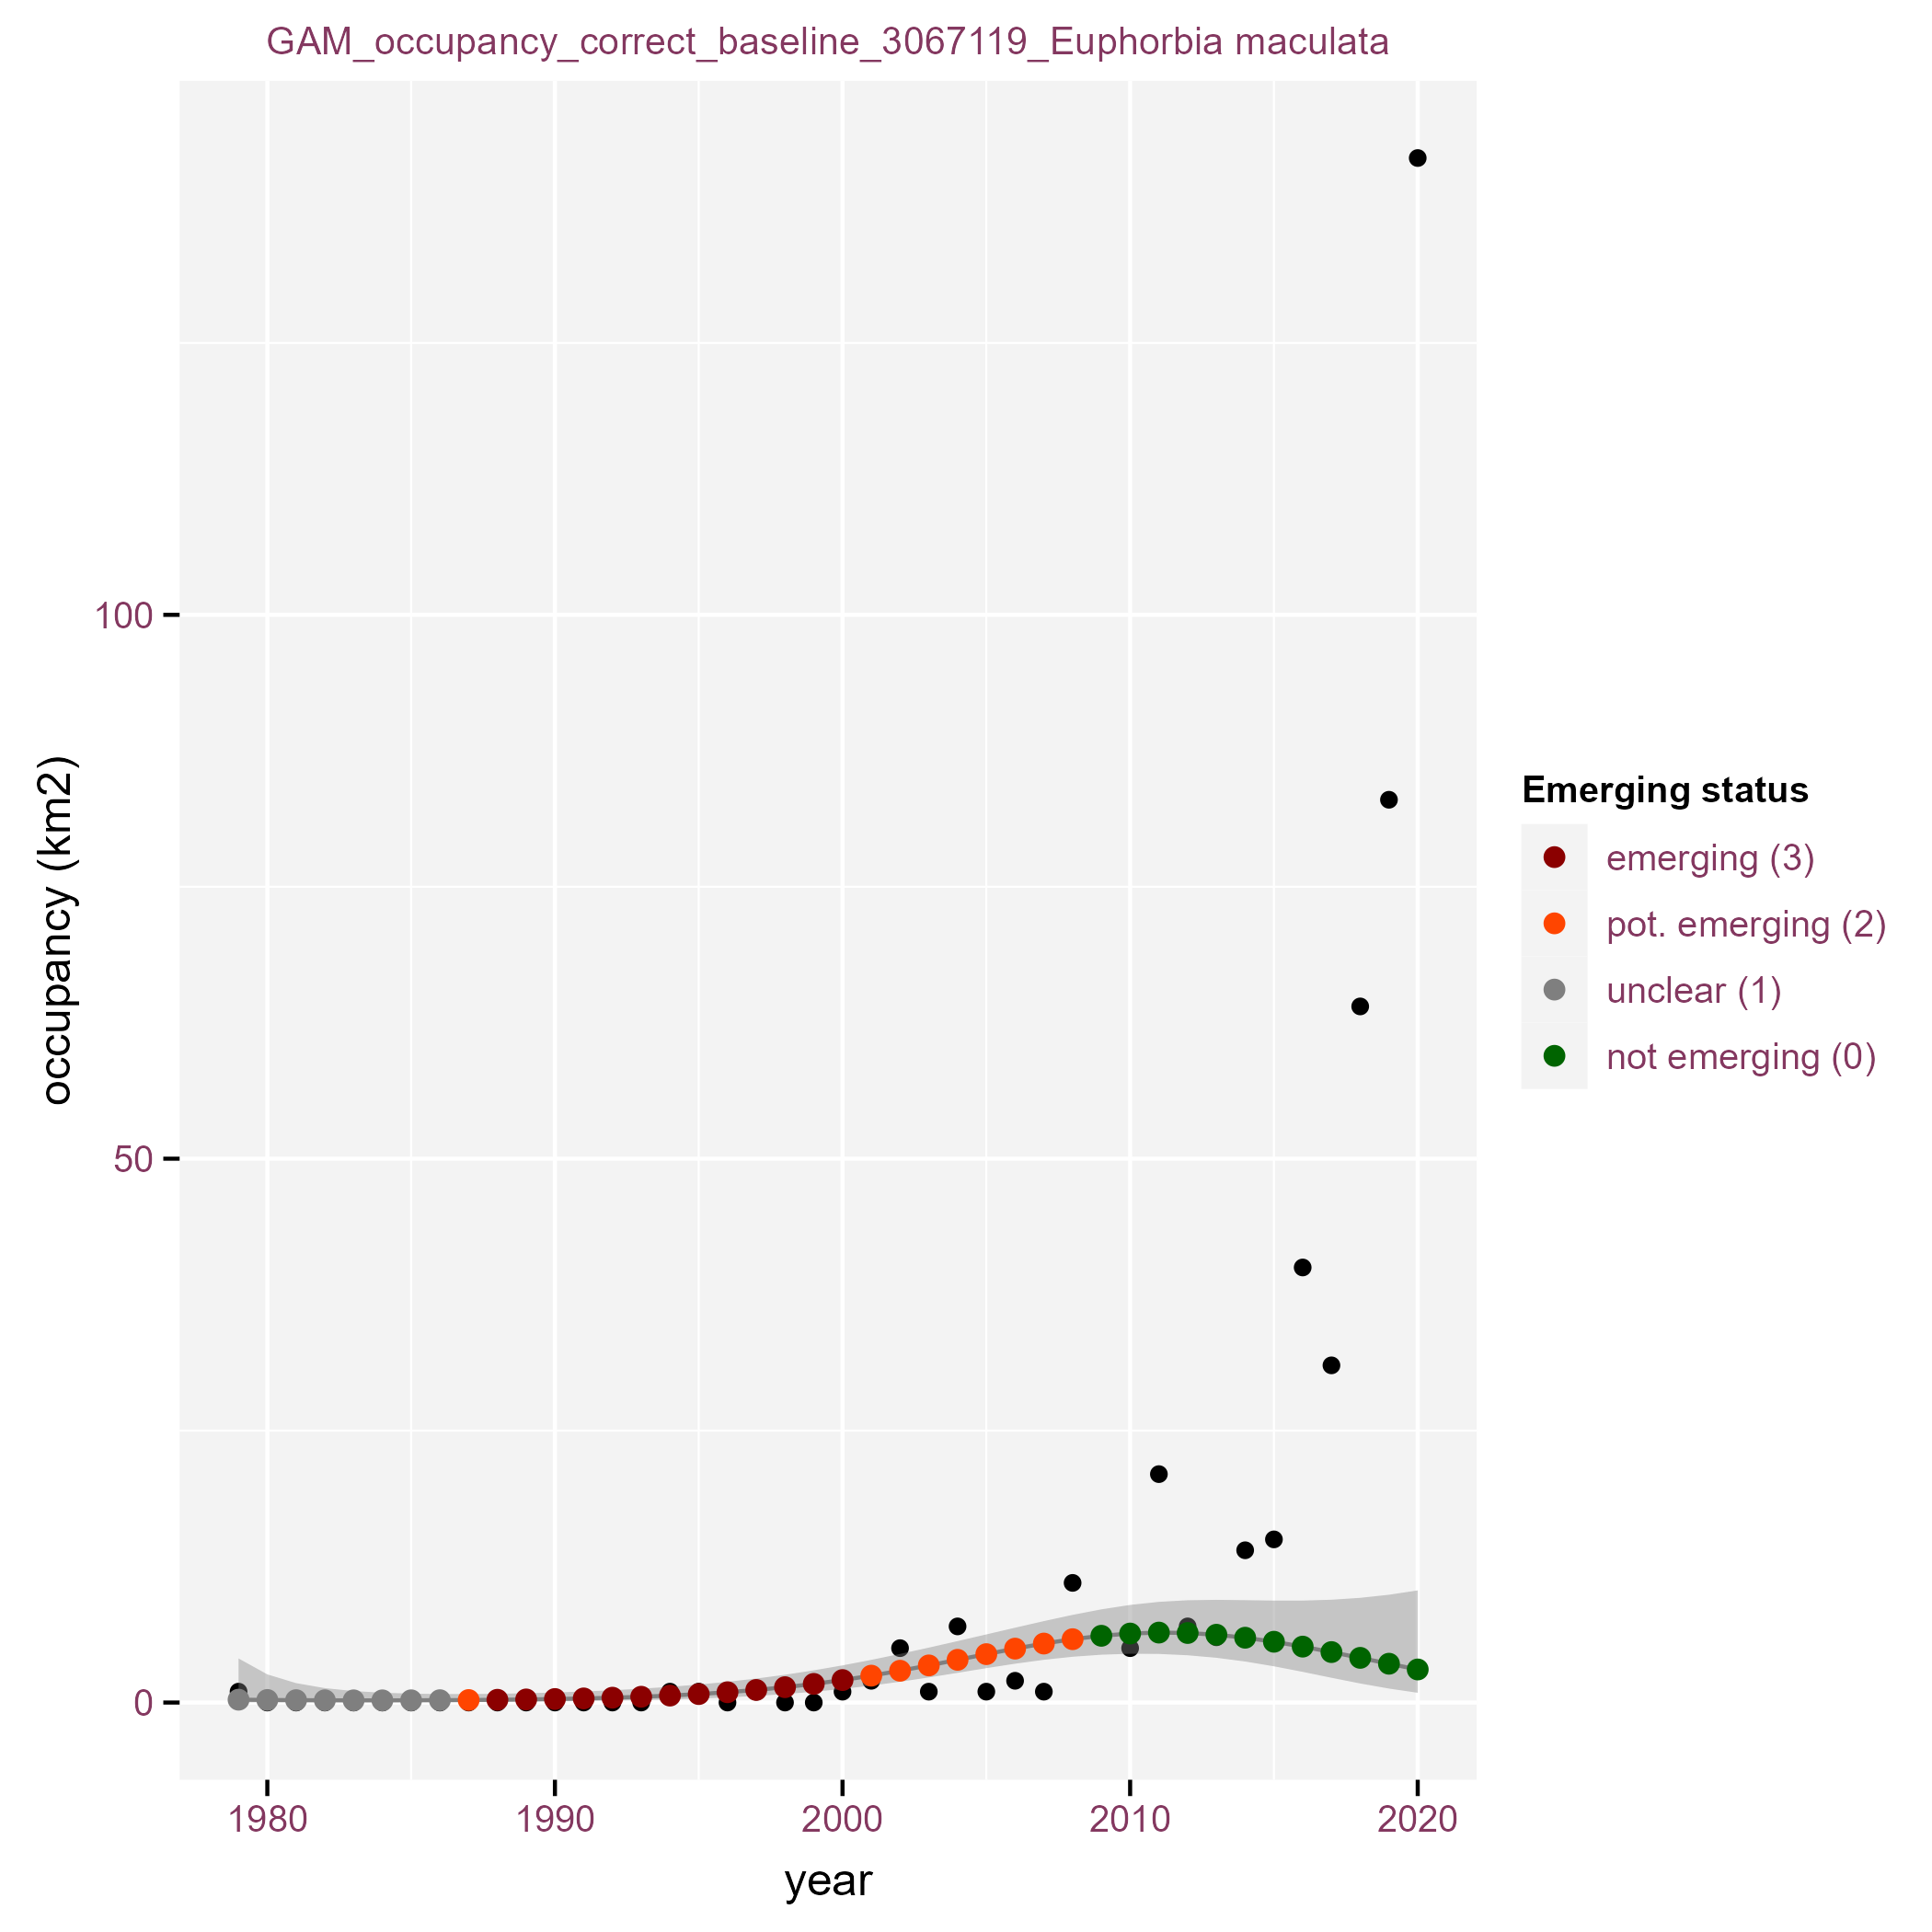 GAM_occupancy_correct_baseline_3067119_Euphorbia maculata
occupancy (km2)
100
50
0
1980 1990 2000 2010 2020
year
Emerging status
emerging (3)
pot. emerging (2)
unclear (1)
not emerging (0)